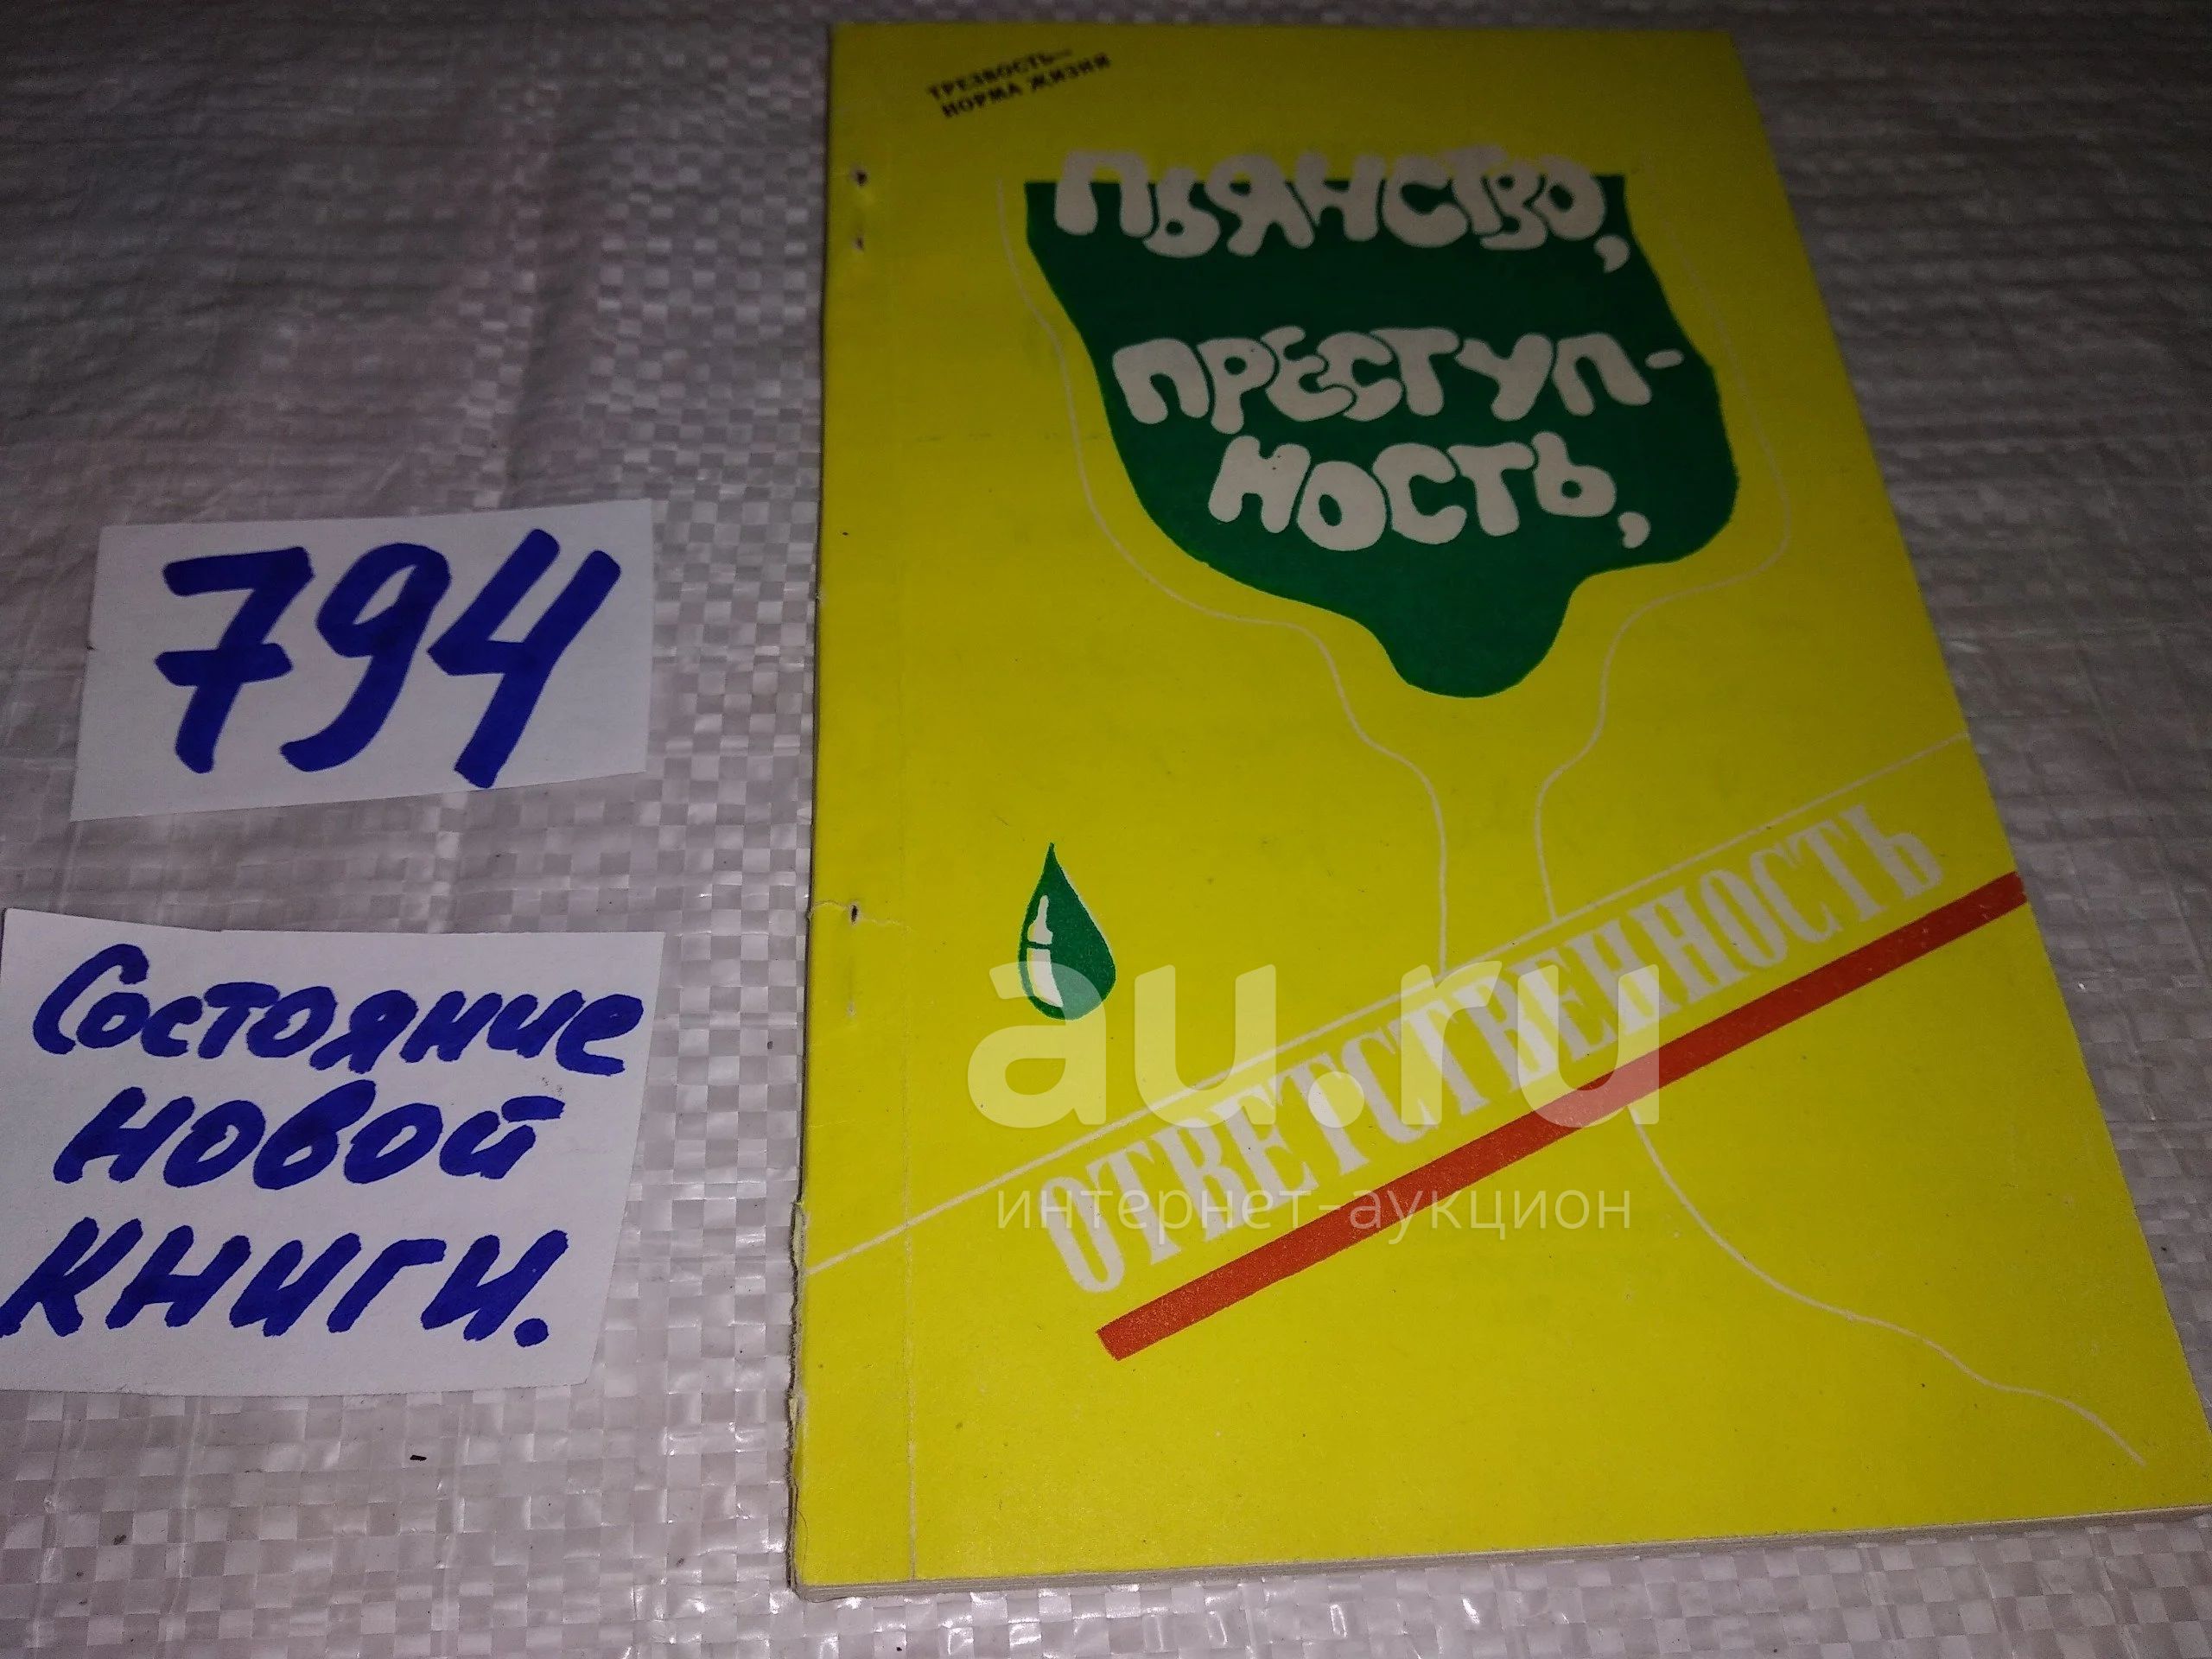 ТРЕЗВОСТЬ—
НОРМА ЖИЗНИ
ПЬЯНСТВО,
ПРЕСТУП-
НОСТЬ,
ОТВЕТСТВЕННОСТЬ
794
Состояние
новой
книги.
au.ru
интернет-аукцион